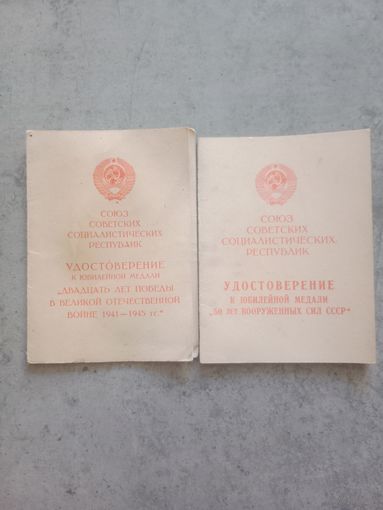 СОЮЗ
СОВЕТСКИХ
СОЦИАЛИСТИЧЕСКИХ
РЕСПУБЛИК
УДОСТОВЕРЕНИЕ
К ЮБИЛЕЙНОЙ МЕДАЛИ
„ДВАДЦАТЬ ЛЕТ ПОБЕДЫ
В ВЕЛИКОЙ ОТЕЧЕСТВЕННОЙ
ВОЙНЕ 1941—1945 гг."
СОЮЗ
СОВЕТСКИХ
СОЦИАЛИСТИЧЕСКИХ
РЕСПУБЛИК
УДОСТОВЕРЕНИЕ
К ЮБИЛЕЙНОЙ МЕДАЛИ
„50 ЛЕТ ВООРУЖЕННЫХ СИЛ СССР"